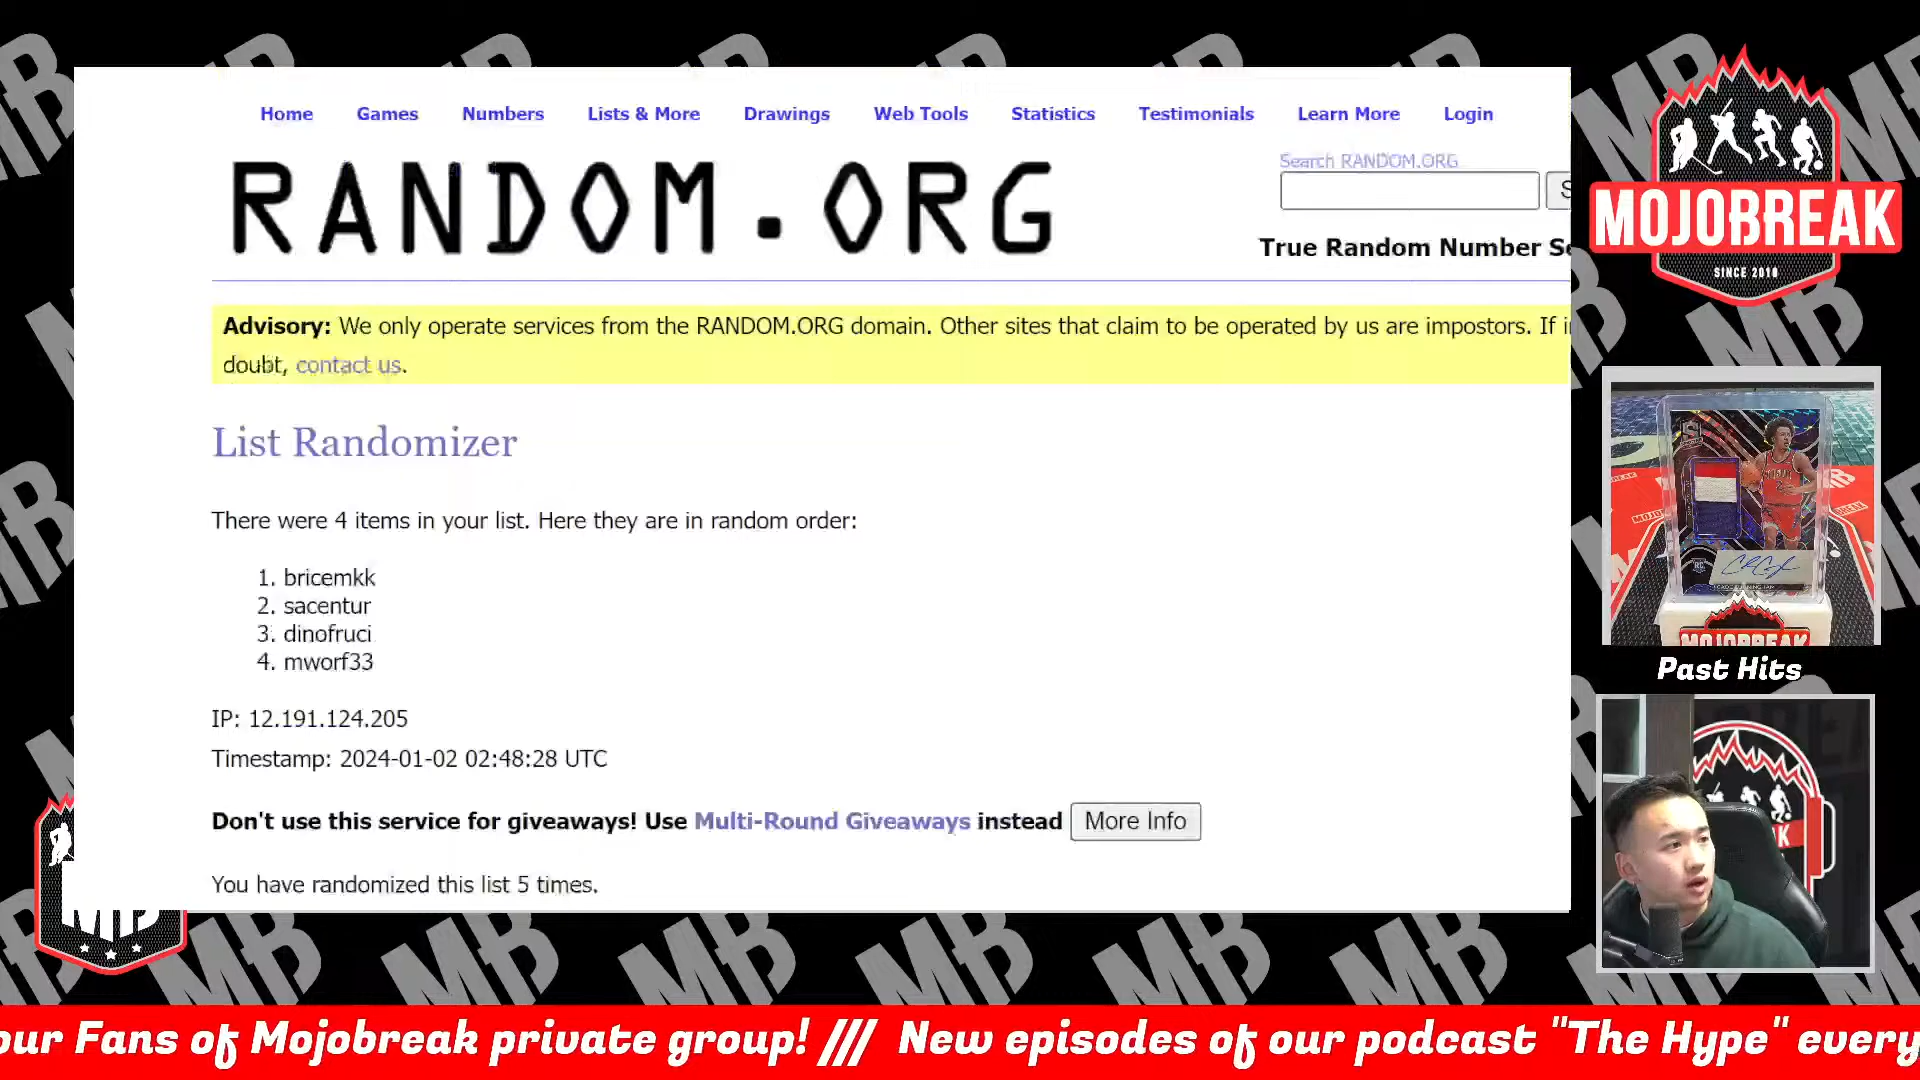 Home Games Numbers Lists & More Drawings Web Tools Statistics Testimonials Learn More Login
RANDOM.ORG
Search RANDOM.ORG
S
True Random Number Se
Advisory: We only operate services from the RANDOM.ORG domain. Other sites that claim to be operated by us are impostors. If in
doubt, contact us.
List Randomizer
There were 4 items in your list. Here they are in random order:
1. bricemkk
2. sacentur
3. dinofruci
4. mworf33
IP: 12.191.124.205
Timestamp: 2024-01-02 02:48:28 UTC
Don't use this service for giveaways! Use Multi-Round Giveaways instead More Info
You have randomized this list 5 times.
MOJOBREAK
SINCE 2010
MOJOBREAK
Past Hits
MB
our Fans of Mojobreak private group! /// New episodes of our podcast "The Hype" every